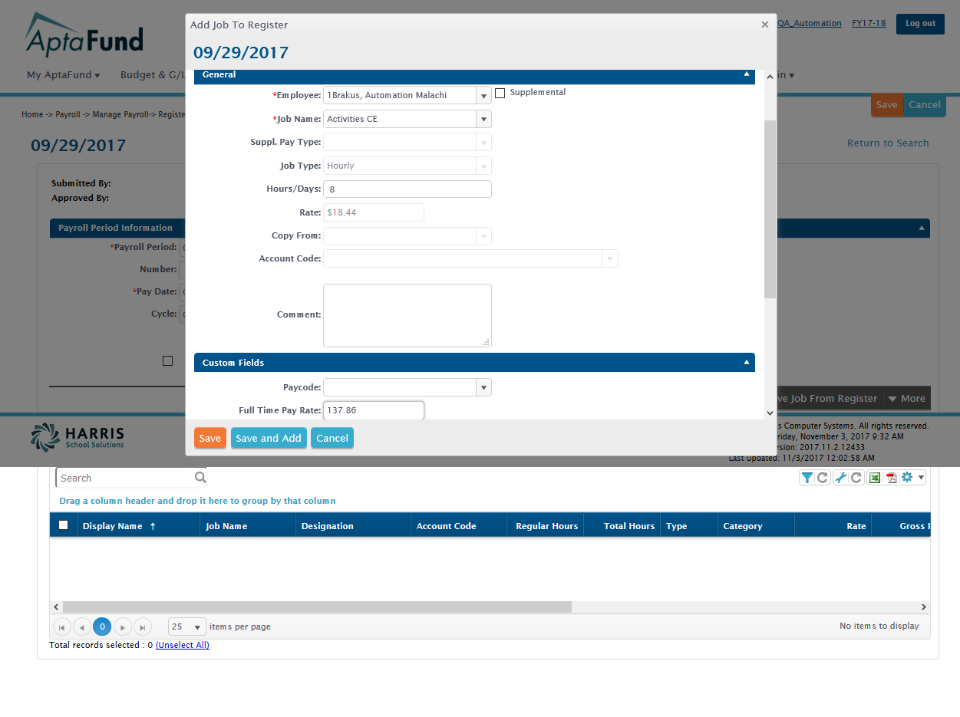 Add Job To Register ×
09/29/2017
General
*Employee: 1Brakus, Automation Malachi Supplemental
*Job Name: Activities CE
Suppl. Pay Type:
Job Type: Hourly
Hours/Days: 8
Rate: $18.44
Copy From:
Account Code:
Comment:
Custom Fields
Paycode:
Full Time Pay Rate: 137.86
Save Save and Add Cancel
AptaFund
QA_Automation FY17-18 Log out
My AptaFund Budget & G/L
Save Cancel
Home -> Payroll -> Manage Payroll-> Registe
09/29/2017
Return to Search
Submitted By:
Approved By:
Payroll Period Information
*Payroll Period:
Number:
*Pay Date:
Cycle:
ve Job From Register More
HARRIS
School Solutions
s Computer Systems. All rights reserved.
riday, November 3, 2017 9:32 AM
rsion: 2017.11.2.12433
Last Updated: 11/3/2017 12:02:58 AM
Search
Drag a column header and drop it here to group by that column
Display Name ↑ Job Name Designation Account Code Regular Hours Total Hours Type Category Rate Gross
0 25 items per page No items to display
Total records selected : 0 (Unselect All)